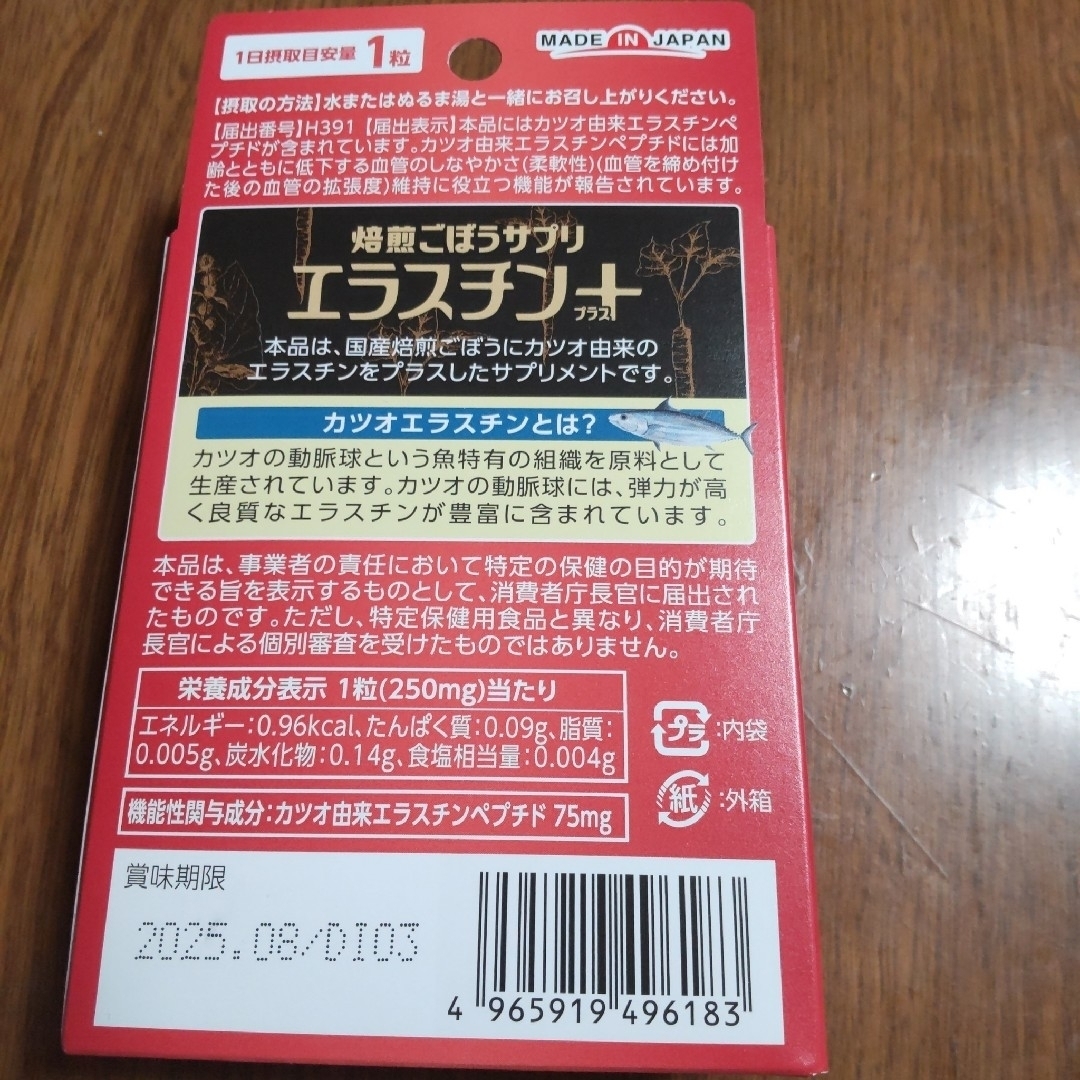 1日摂取目安量 1粒
MADE IN JAPAN
【摂取の方法】水またはぬるま湯と一緒にお召し上がりください。
【届出番号】H391【届出表示】本品にはカツオ由来エラスチンペ
プチドが含まれています。カツオ由来エラスチンペプチドには加
齢とともに低下する血管のしなやかさ(柔軟性)(血管を締め付け
た後の血管の拡張度)維持に役立つ機能が報告されています。
焙煎ごぼうサプリ
エラスチン+
プラス
本品は、国産焙煎ごぼうにカツオ由来の
エラスチンをプラスしたサプリメントです。
カツオエラスチンとは?
カツオの動脈球という魚特有の組織を原料として
生産されています。カツオの動脈球には、弾力が高
く良質なエラスチンが豊富に含まれています。
本品は、事業者の責任において特定の保健の目的が期待
できる旨を表示するものとして、消費者庁長官に届出され
たものです。ただし、特定保健用食品と異なり、消費者庁
長官による個別審査を受けたものではありません。
栄養成分表示 1粒(250mg)当たり
エネルギー:0.96kcal、たんぱく質:0.09g、脂質:
0.005g、炭水化物:0.14g、食塩相当量:0.004g
プラ:内袋
紙:外箱
機能性関与成分:カツオ由来エラスチンペプチド 75mg
賞味期限
2025.08/DI03
4 965919 496183